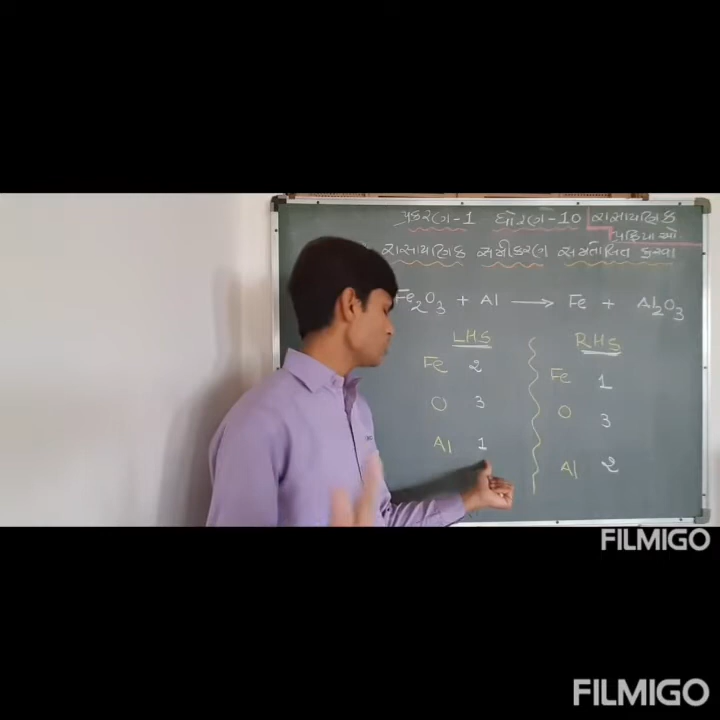 પ્રકરણ-1 ધોરણ-10 રાસાયણિક
પ્રક્રિયાઓ
રાસાયણિક સમીકરણ સમતોલિત કરવા
Fe2O3 + Al ⟶ Fe + Al2O3
LHS RHS
Fe 2 Fe 1
O 3 O 3
Al 1 Al 2
FILMIGO
FILMIGO